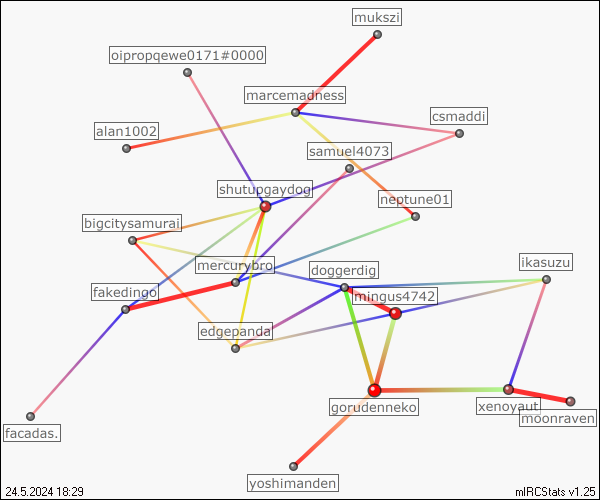 mukszi
oipropqewe0171#0000
marcemadness
csmaddi
alan1002
samuel4073
shutupgaydog
neptune01
bigcitysamurai
mercurybro
doggerdig
ikasuzu
fakedingo
mingus4742
edgepanda
gorudenneko
xenoyaut
moonraven
facadas.
yoshimanden
24.5.2024 18:29
mIRCStats v1.25